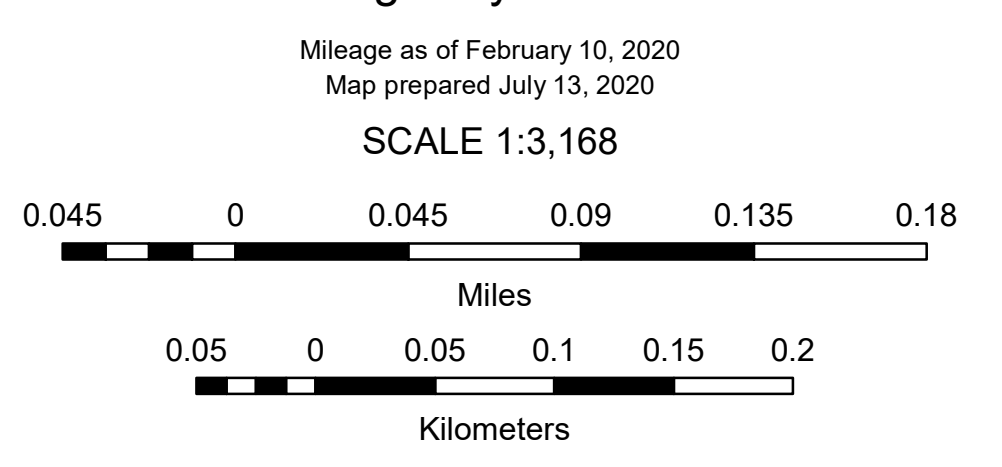 Mileage as of February 10, 2020
Map prepared July 13, 2020
SCALE 1:3,168
0.045 0 0.045 0.09 0.135 0.18
Miles
0.05 0 0.05 0.1 0.15 0.2
Kilometers